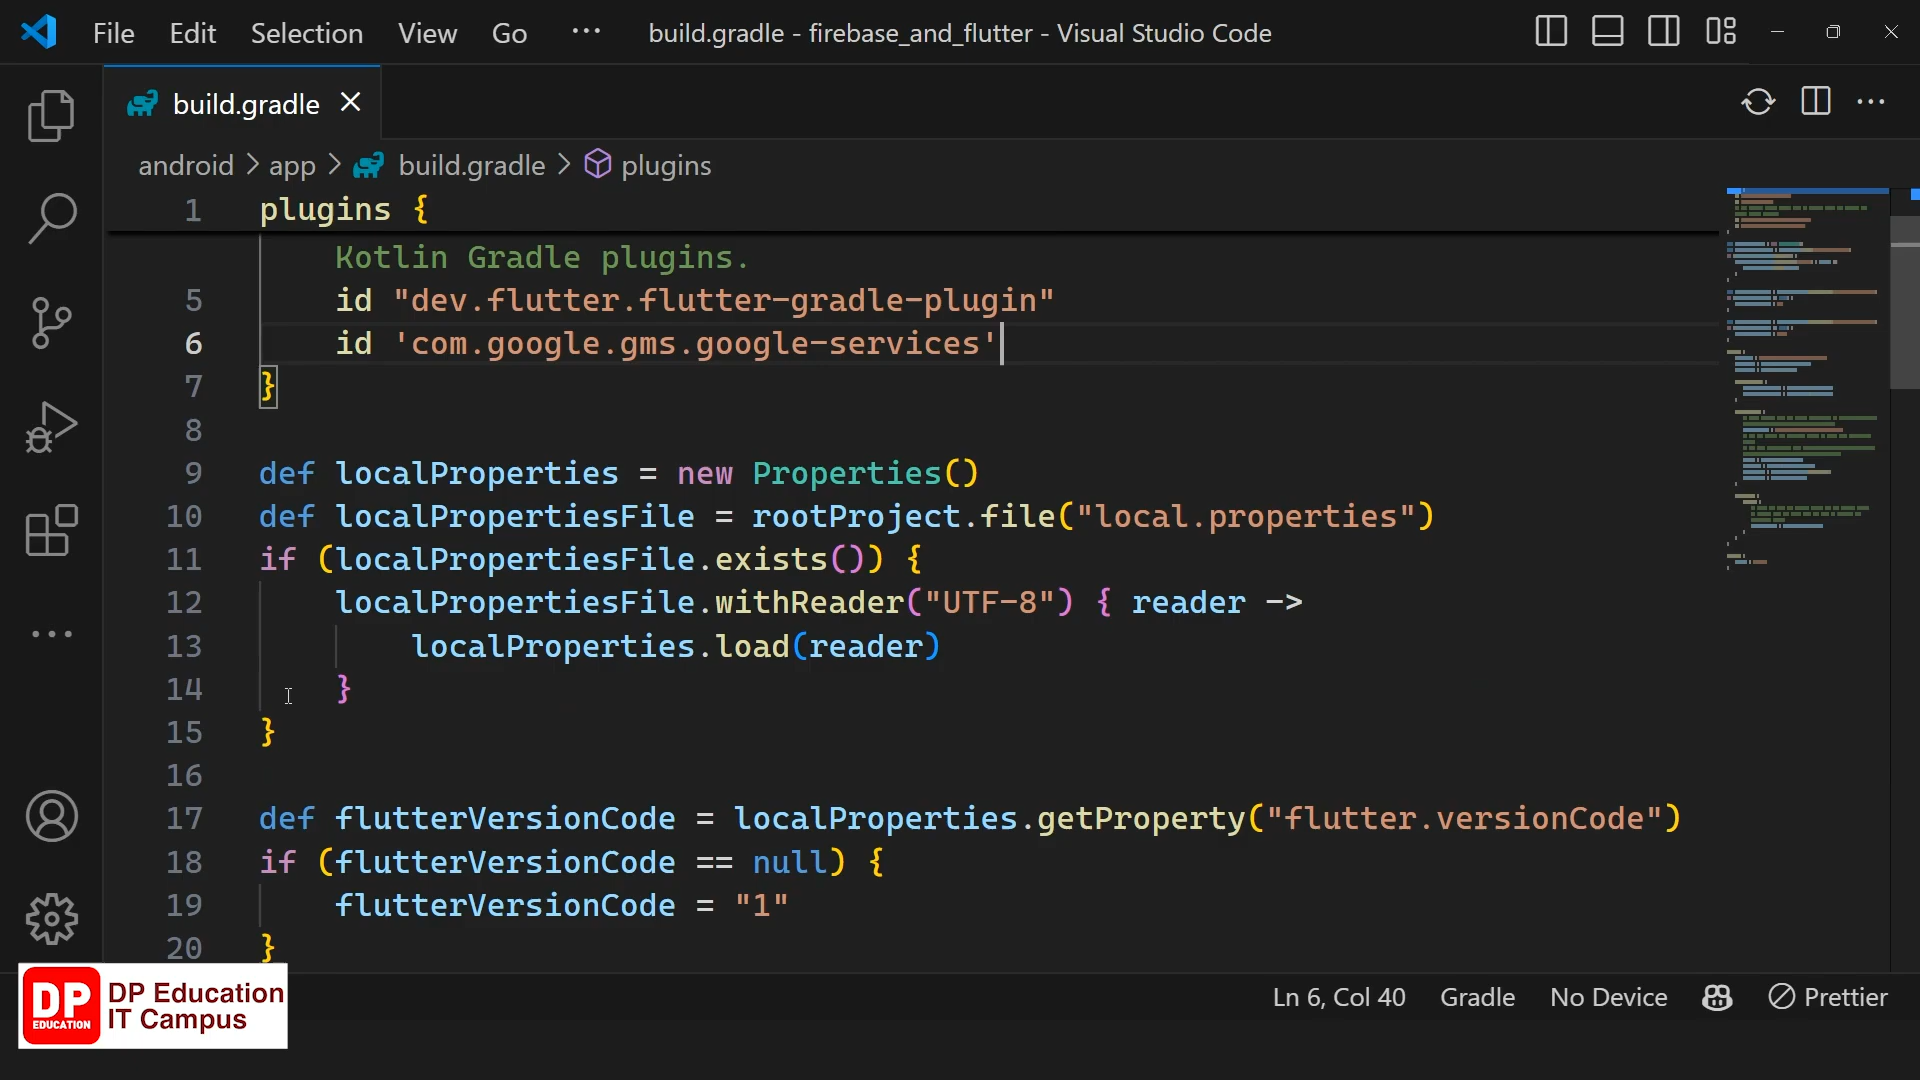 File Edit Selection View Go ... build.gradle - firebase_and_flutter - Visual Studio Code
build.gradle
android > app > build.gradle > plugins
1 plugins {
Kotlin Gradle plugins.
5 id "dev.flutter.flutter-gradle-plugin"
6 id 'com.google.gms.google-services'
7 }
8
9 def localProperties = new Properties()
10 def localPropertiesFile = rootProject.file("local.properties")
11 if (localPropertiesFile.exists()) {
12 localPropertiesFile.withReader("UTF-8") { reader ->
13 localProperties.load(reader)
14 }
15 }
16
17 def flutterVersionCode = localProperties.getProperty("flutter.versionCode")
18 if (flutterVersionCode == null) {
19 flutterVersionCode = "1"
20 }
Ln 6, Col 40 Gradle No Device Prettier
DP EDUCATION
DP Education
IT Campus